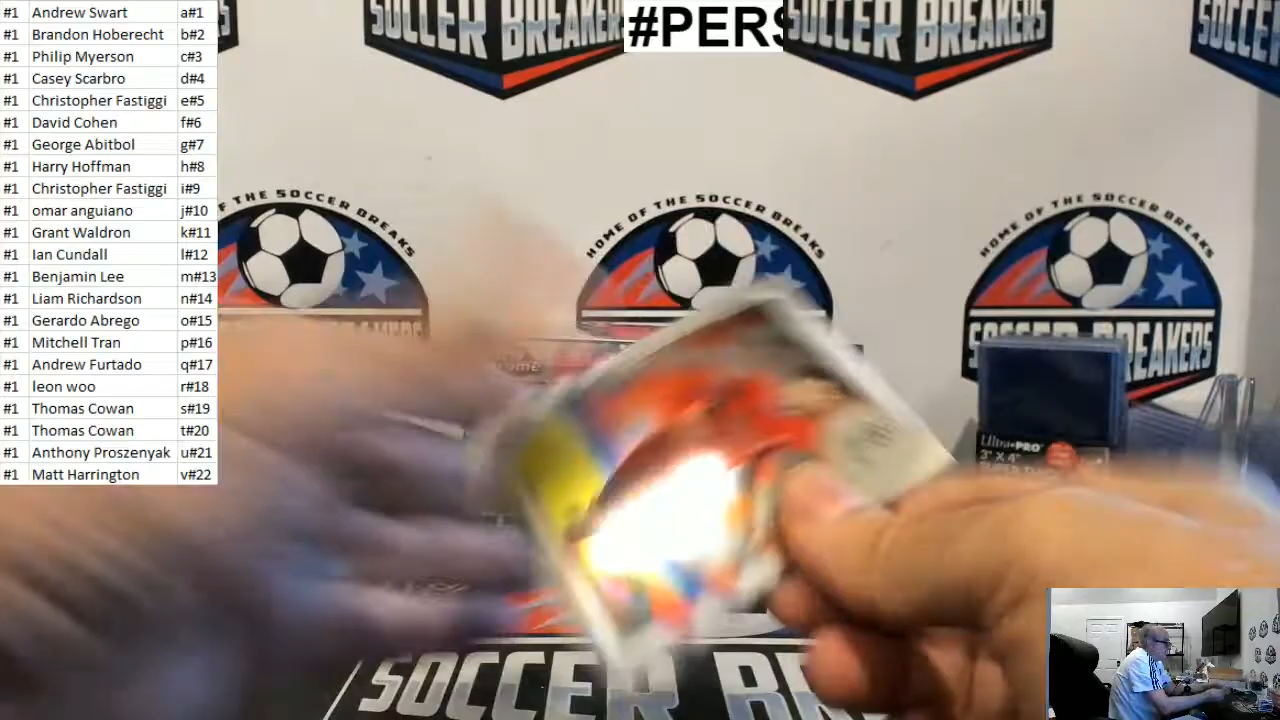 #1 Andrew Swart a#1
#1 Brandon Hoberecht b#2
#1 Philip Myerson c#3
#1 Casey Scarbro d#4
#1 Christopher Fastiggi e#5
#1 David Cohen f#6
#1 George Abitbol g#7
#1 Harry Hoffman h#8
#1 Christopher Fastiggi i#9
#1 omar anguiano j#10
#1 Grant Waldron k#11
#1 Ian Cundall l#12
#1 Benjamin Lee m#13
#1 Liam Richardson n#14
#1 Gerardo Abrego o#15
#1 Mitchell Tran p#16
#1 Andrew Furtado q#17
#1 leon woo r#18
#1 Thomas Cowan s#19
#1 Thomas Cowan t#20
#1 Anthony Proszenyak u#21
#1 Matt Harrington v#22
#PERS
SOCCER BREAKERS
SOCCER BREAKERS
SOCCER
OF THE SOCCER BREAKS
HOME OF THE SOCCER BREAKS
HOME OF THE SOCCER BREAKS
SOCCER BREAKERS
Ultra PRO
3" X 4"
SOCCER BR